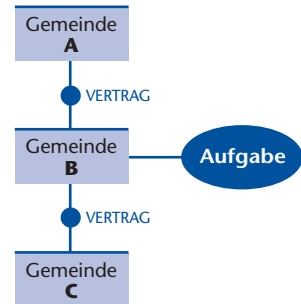 Gemeinde
A
VERTRAG
Gemeinde
B
Aufgabe
VERTRAG
Gemeinde
C